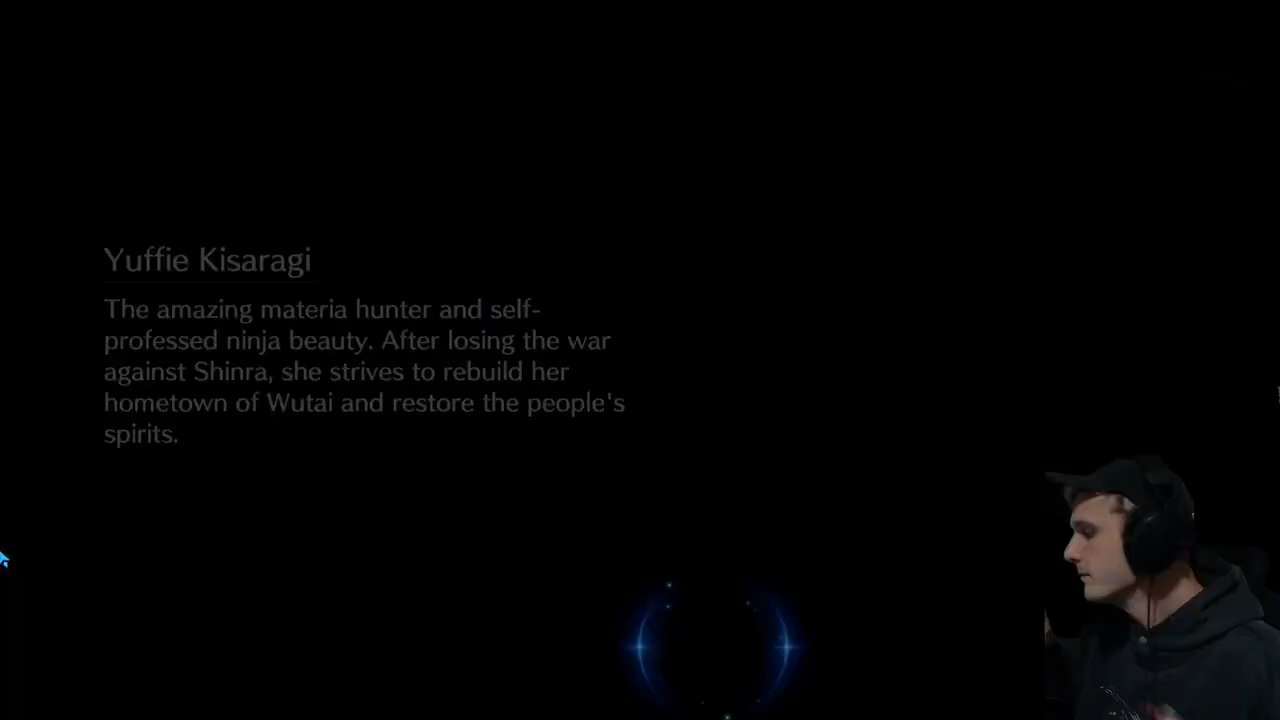 Yuffie Kisaragi
The amazing materia hunter and self-
professed ninja beauty. After losing the war
against Shinra, she strives to rebuild her
hometown of Wutai and restore the people's
spirits.